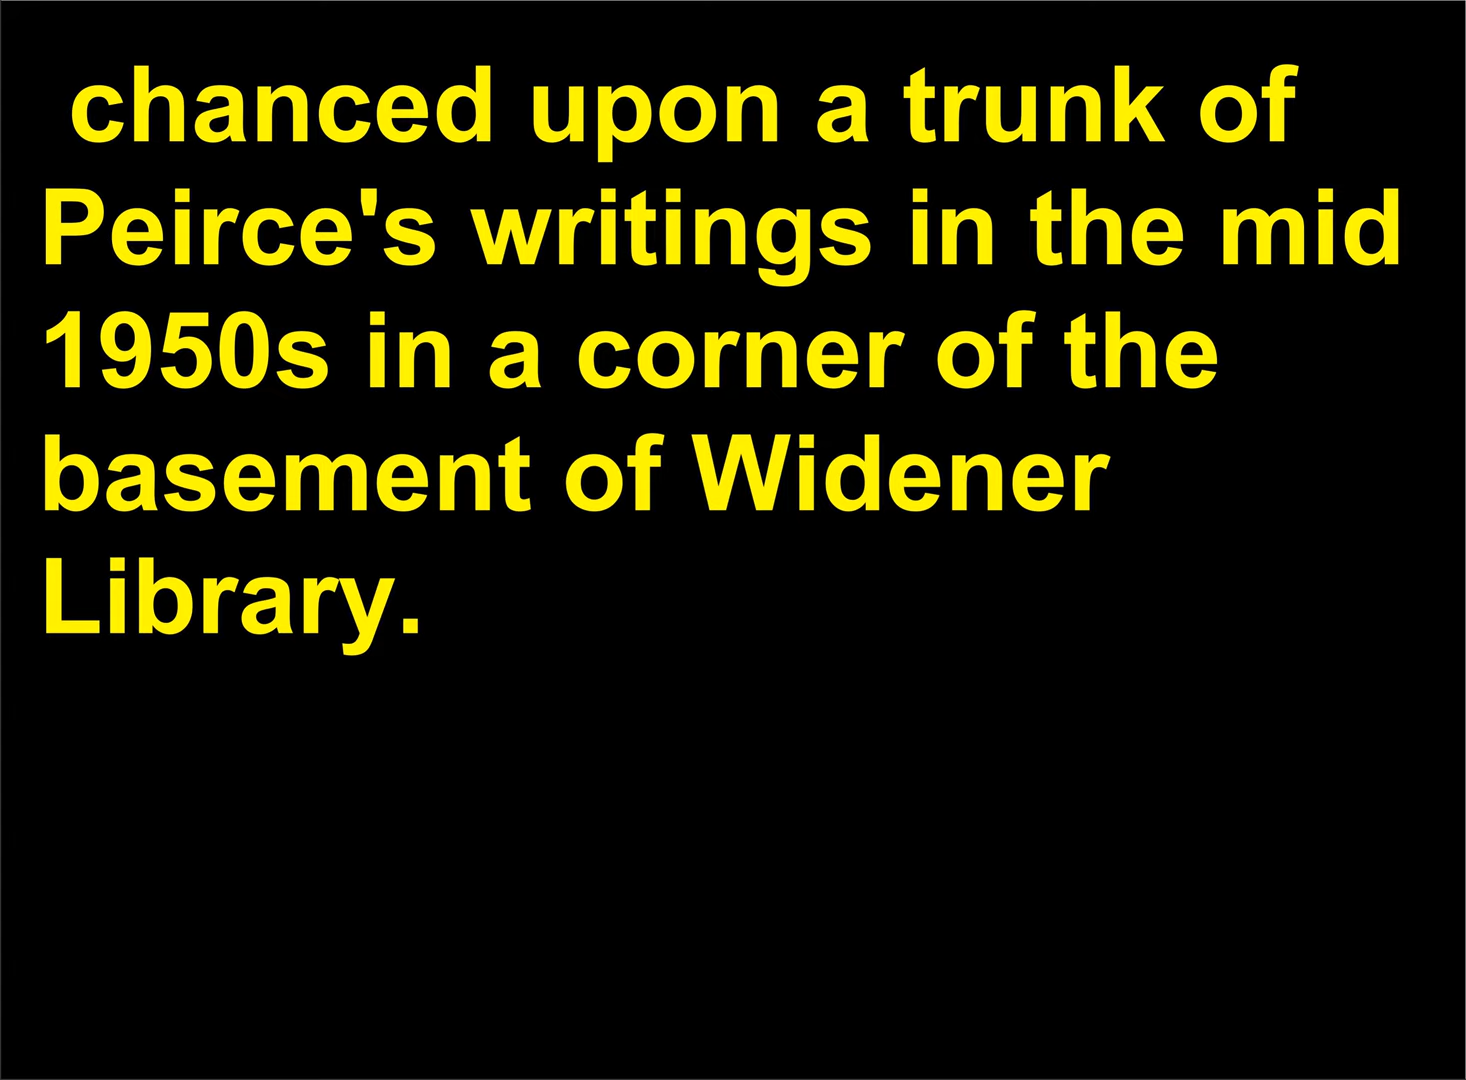 chanced upon a trunk of
Peirce's writings in the mid
1950s in a corner of the
basement of Widener
Library.